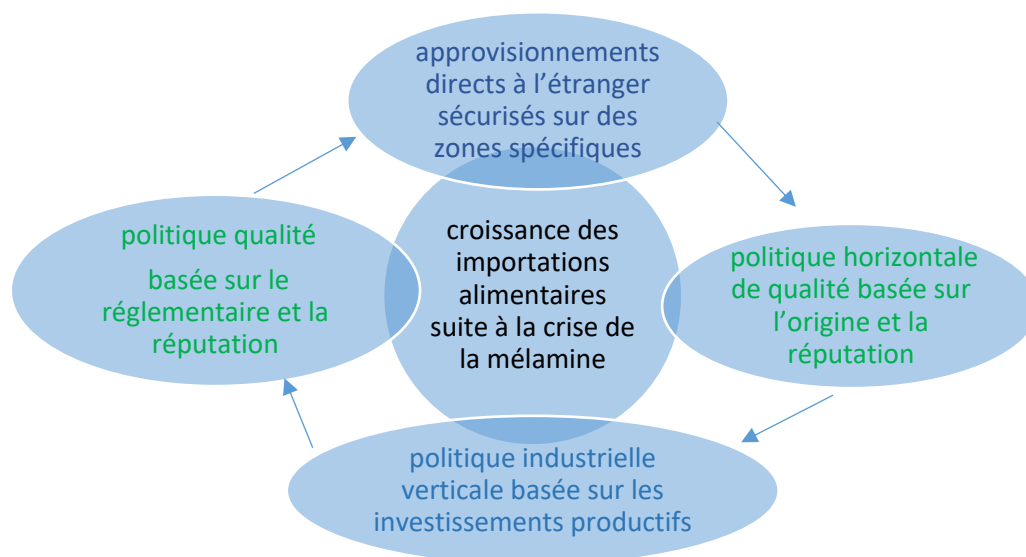 approvisionnements
directs à l’étranger
sécurisés sur des
zones spécifiques
politique qualité
basée sur le
réglementaire et la
réputation
croissance des
importations
alimentaires
suite à la crise de
la mélamine
politique horizontale
de qualité basée sur
l’origine et la
réputation
politique industrielle
verticale basée sur les
investissements productifs